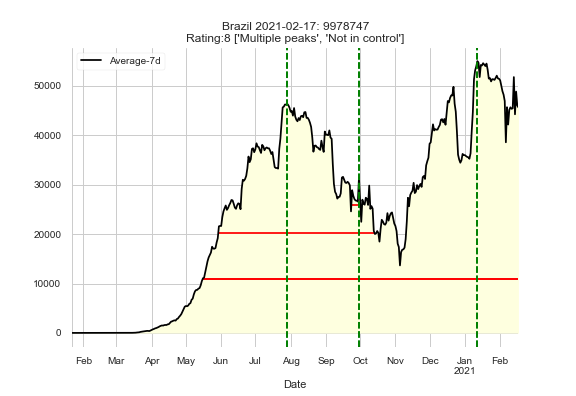 Brazil 2021-02-17: 9978747
Rating:8 ['Multiple peaks', 'Not in control']
Average-7d
50000
40000
30000
20000
10000
0
Feb Mar Apr May Jun Jul Aug Sep Oct Nov Dec Jan Feb
2021
Date